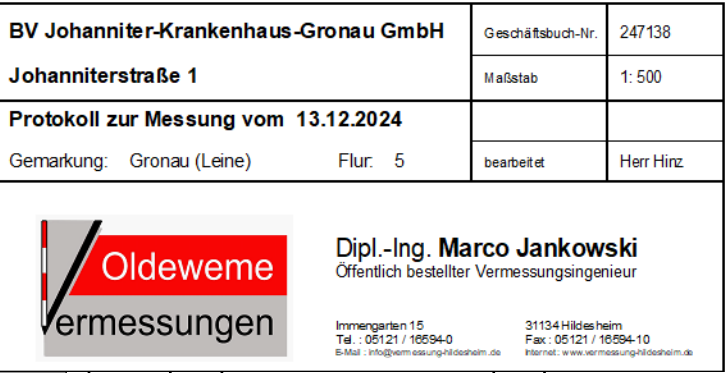 BV Johanniter-Krankenhaus-Gronau GmbH
Geschäftsbuch-Nr. 247138
Johanniterstraße 1
Maßstab 1: 500
Protokoll zur Messung vom 13.12.2024
Gemarkung: Gronau (Leine) Flur: 5
bearbeitet Herr Hinz
Oldeweme
Vermessungen
Dipl.-Ing. Marco Jankowski
Öffentlich bestellter Vermessungsingenieur
Immengarten 15 31134 Hildesheim
Tel. : 05121 / 16594-0 Fax : 05121 / 16594-10
E-Mail : info@vermessung-hildesheim.de Internet : www.vermessung-hildesheim.de